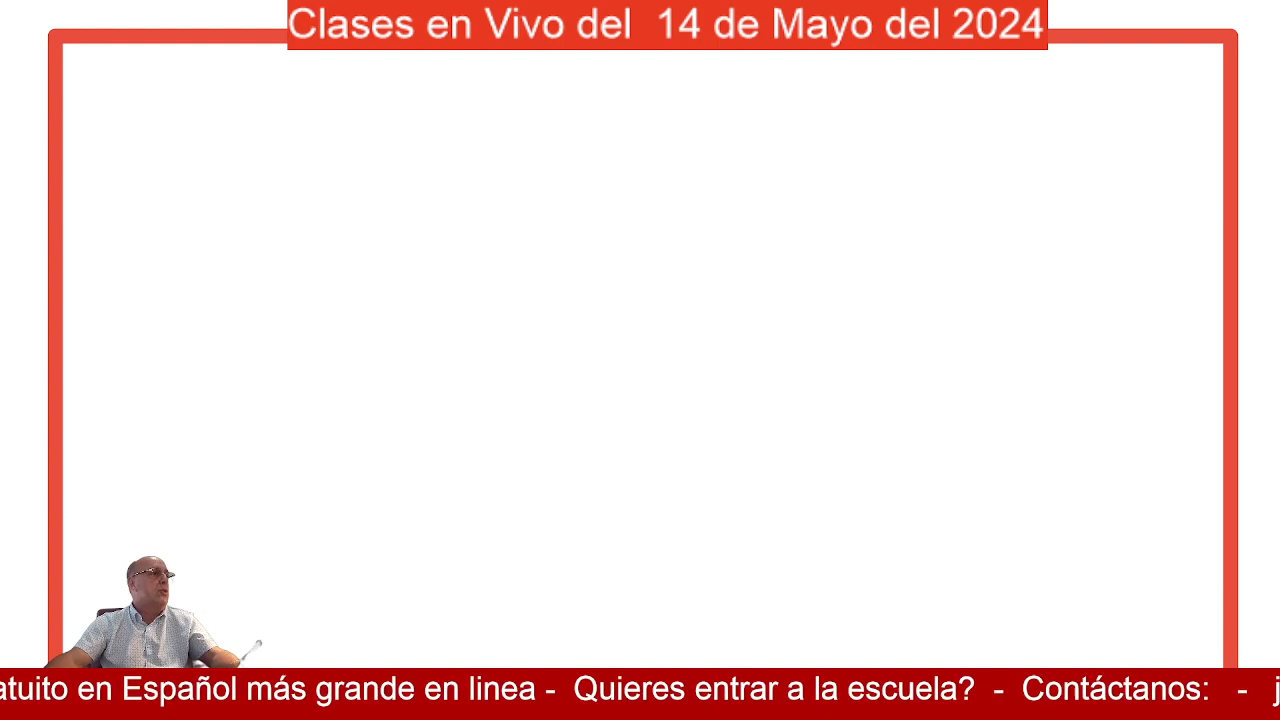 Clases en Vivo del 14 de Mayo del 2024
atuito en Español más grande en linea - Quieres entrar a la escuela? - Contáctanos: - j